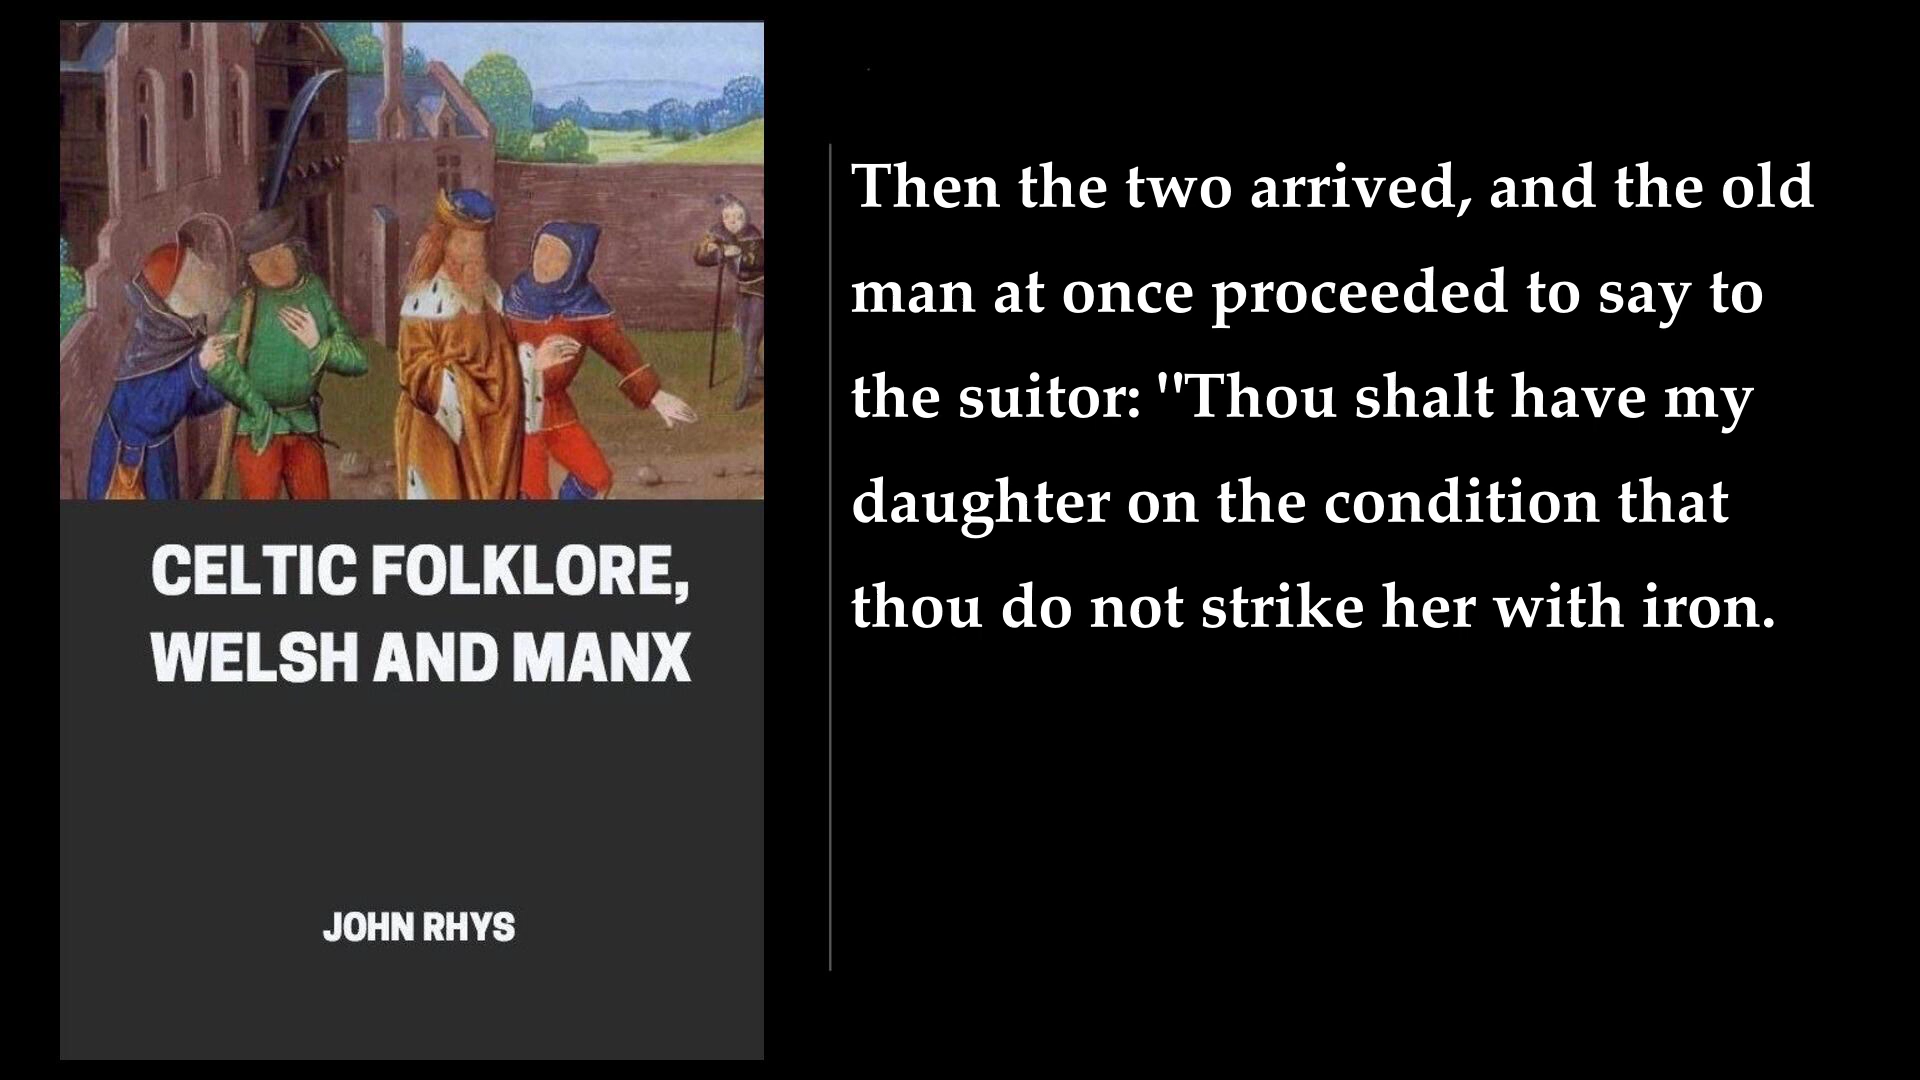 CELTIC FOLKLORE,
WELSH AND MANX
JOHN RHYS
Then the two arrived, and the old
man at once proceeded to say to
the suitor: "Thou shalt have my
daughter on the condition that
thou do not strike her with iron.